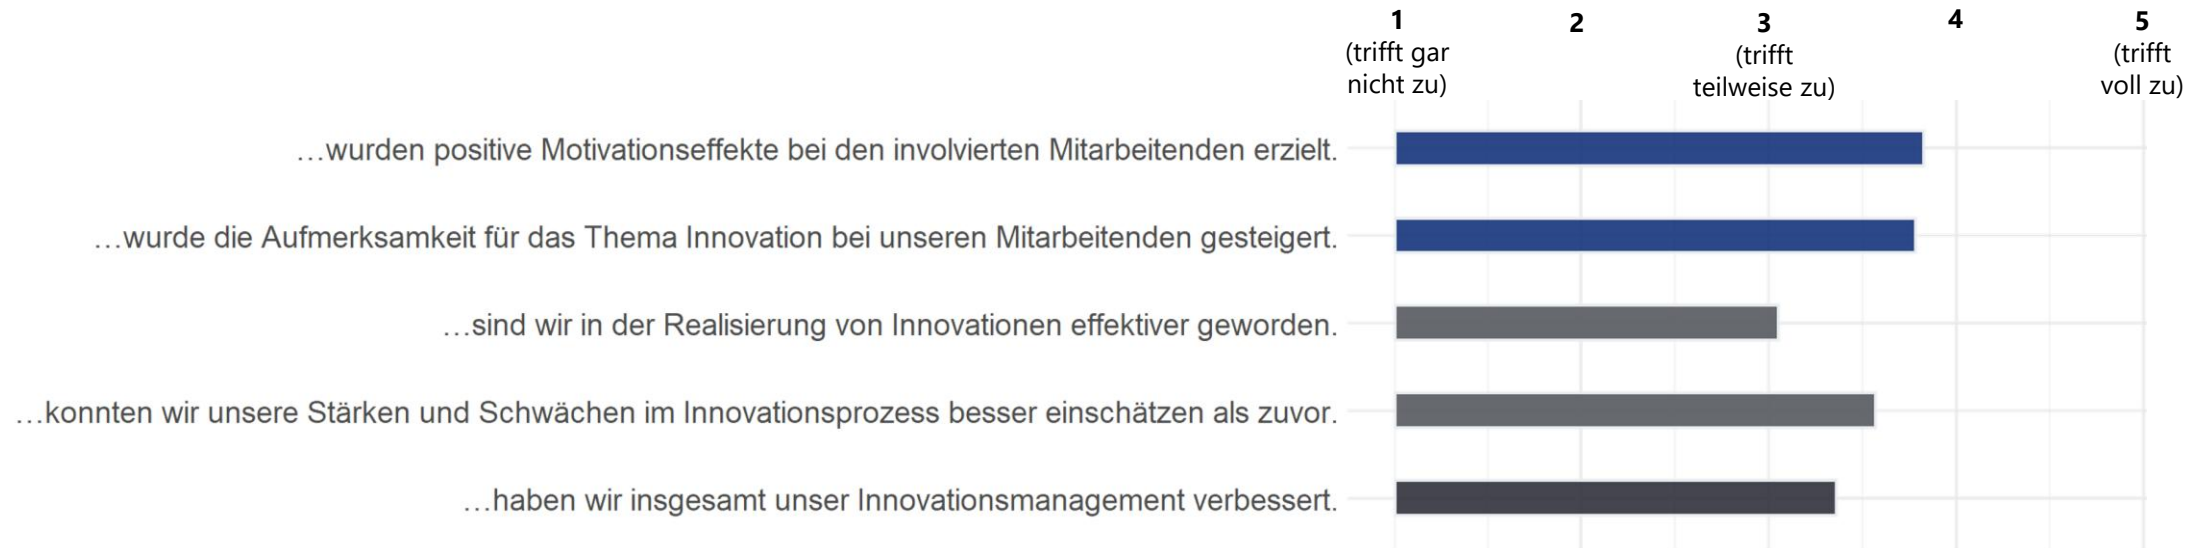 1 2 3 4 5
(trifft gar nicht zu) (trifft teilweise zu) (trifft voll zu)
…wurden positive Motivationseffekte bei den involvierten Mitarbeitenden erzielt.
…wurde die Aufmerksamkeit für das Thema Innovation bei unseren Mitarbeitenden gesteigert.
…sind wir in der Realisierung von Innovationen effektiver geworden.
…konnten wir unsere Stärken und Schwächen im Innovationsprozess besser einschätzen als zuvor.
…haben wir insgesamt unser Innovationsmanagement verbessert.